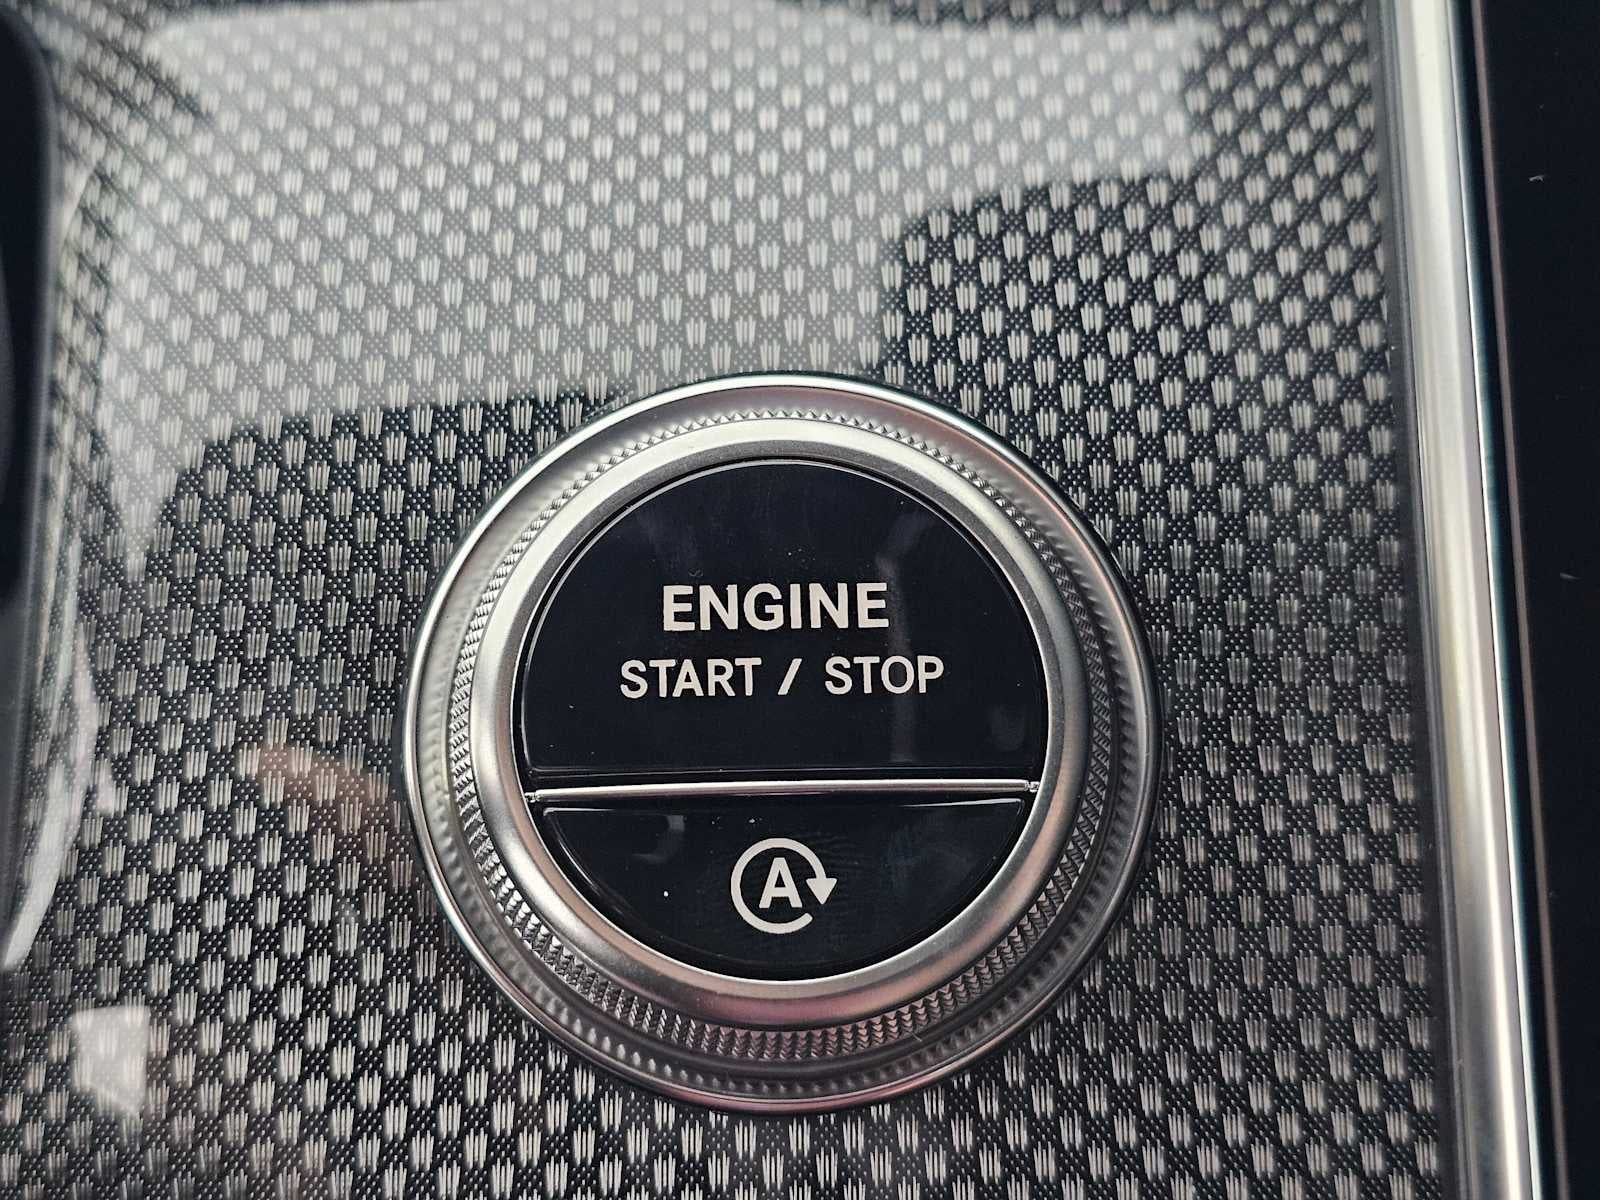 ENGINE
START / STOP
A